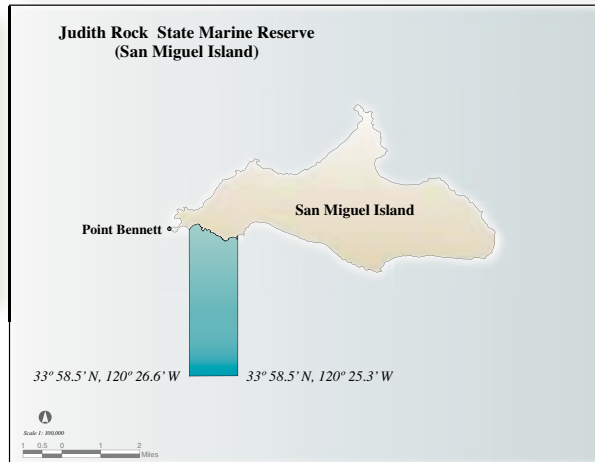 Judith Rock State Marine Reserve
(San Miguel Island)
San Miguel Island
Point Bennett
33º 58.5' N, 120º 26.6' W
33º 58.5' N, 120º 25.3' W
Scale 1: 100,000
1 0.5 0 1 2
Miles